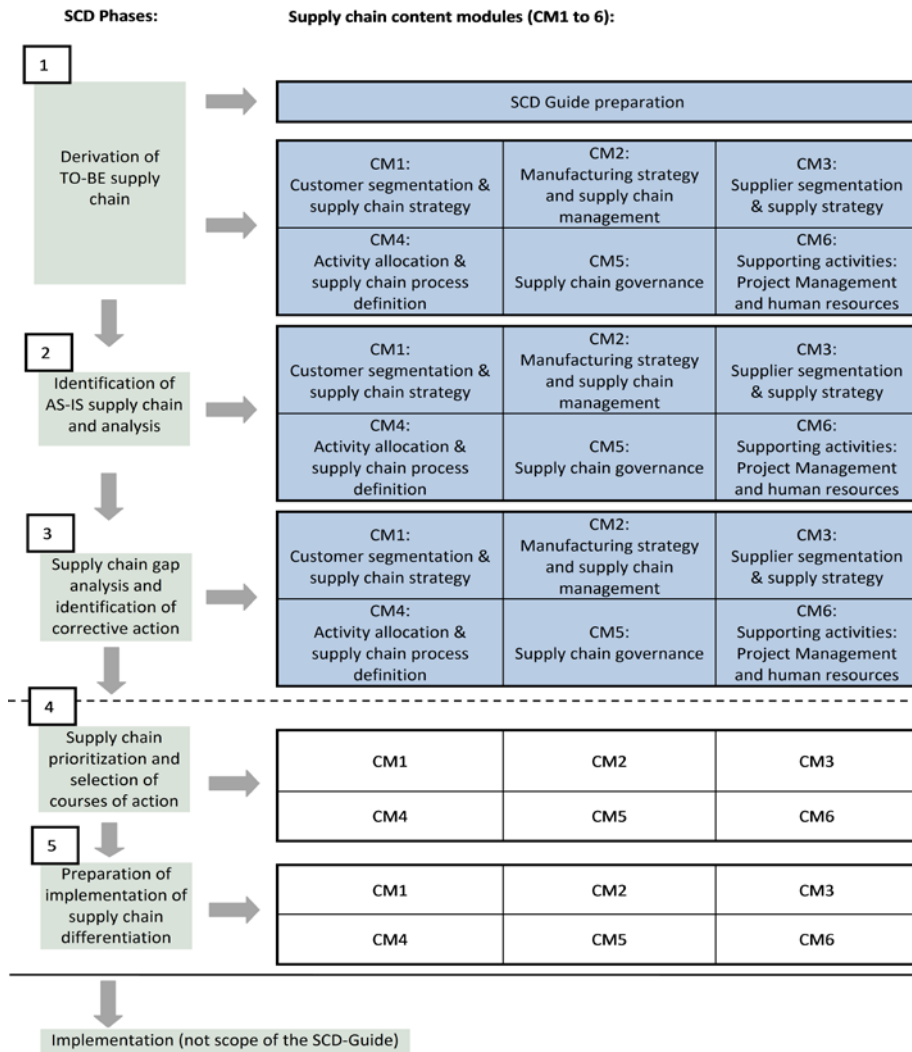 SCD Phases:
Supply chain content modules (CM1 to 6):
1
Derivation of
TO-BE supply
chain
SCD Guide preparation
CM1:
Customer segmentation &
supply chain strategy
CM2:
Manufacturing strategy
and supply chain
management
CM3:
Supplier segmentation
& supply strategy
CM4:
Activity allocation &
supply chain process
definition
CM5:
Supply chain governance
CM6:
Supporting activities:
Project Management
and human resources
2
Identification of
AS-IS supply chain
and analysis
CM1:
Customer segmentation &
supply chain strategy
CM2:
Manufacturing strategy
and supply chain
management
CM3:
Supplier segmentation
& supply strategy
CM4:
Activity allocation &
supply chain process
definition
CM5:
Supply chain governance
CM6:
Supporting activities:
Project Management
and human resources
3
Supply chain gap
analysis and
identification of
corrective action
CM1:
Customer segmentation &
supply chain strategy
CM2:
Manufacturing strategy
and supply chain
management
CM3:
Supplier segmentation
& supply strategy
CM4:
Activity allocation &
supply chain process
definition
CM5:
Supply chain governance
CM6:
Supporting activities:
Project Management
and human resources
4
Supply chain
prioritization and
selection of
courses of action
CM1
CM2
CM3
CM4
CM5
CM6
5
Preparation of
implementation of
supply chain
differentiation
CM1
CM2
CM3
CM4
CM5
CM6
Implementation (not scope of the SCD-Guide)